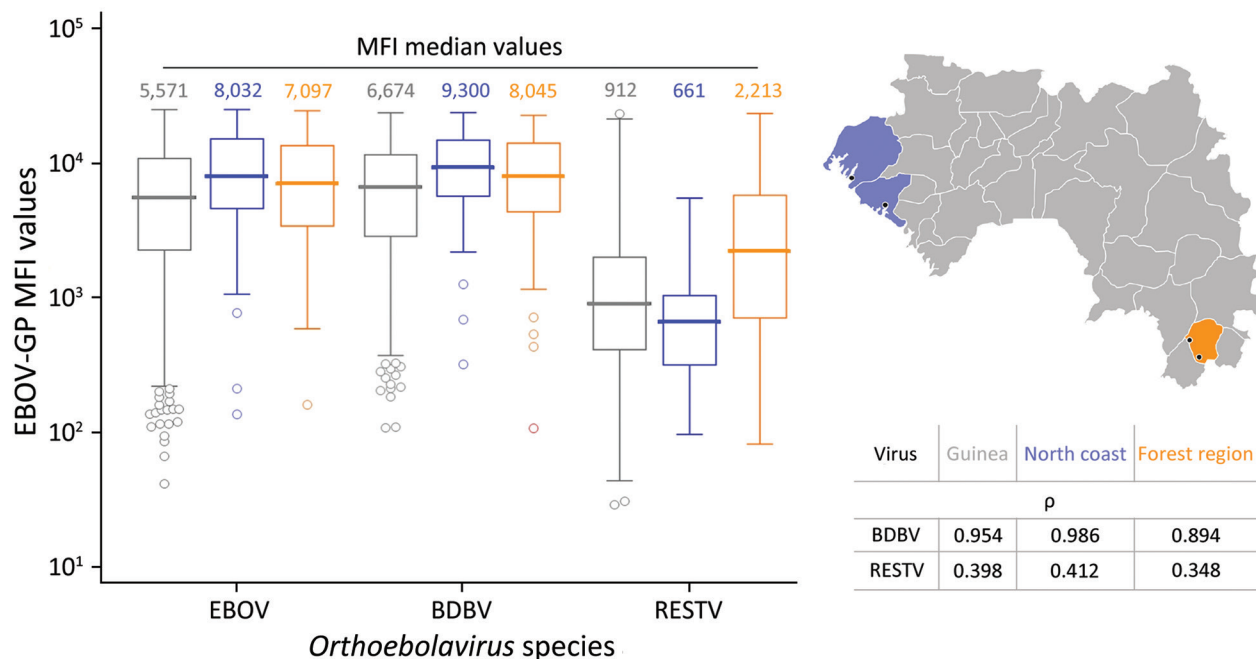 MFI median values
5,571 8,032 7,097 6,674 9,300 8,045 912 661 2,213
EBOV-GP MFI values
10⁵
10⁴
10³
10²
10¹
EBOV BDBV RESTV
Orthoebolavirus species
Virus Guinea North coast Forest region
ρ
BDBV 0.954 0.986 0.894
RESTV 0.398 0.412 0.348